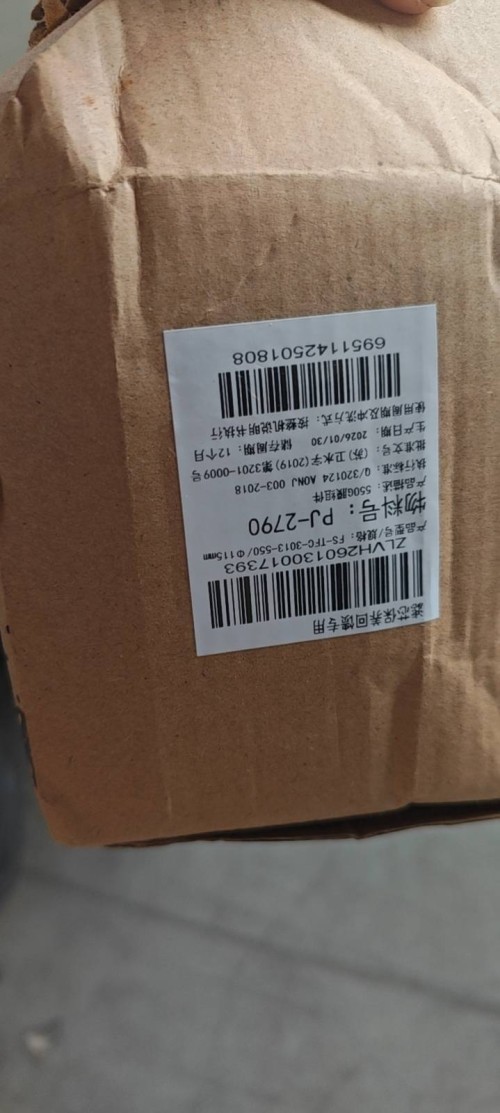 滤芯保养回馈专用
ZLVH260130017393
产品型号/规格: FS-TFC-3013-550/Φ115mm
物料号: PJ-2790
产品描述: 550G膜组件
执行标准: Q/320124 AONJ 003-2018
批准文号: (苏)卫水字(2019)第3201-0009号
生产日期: 2026/01/30 储存周期: 12个月
使用周期及冲洗方式: 按整机说明书执行
6951142501808